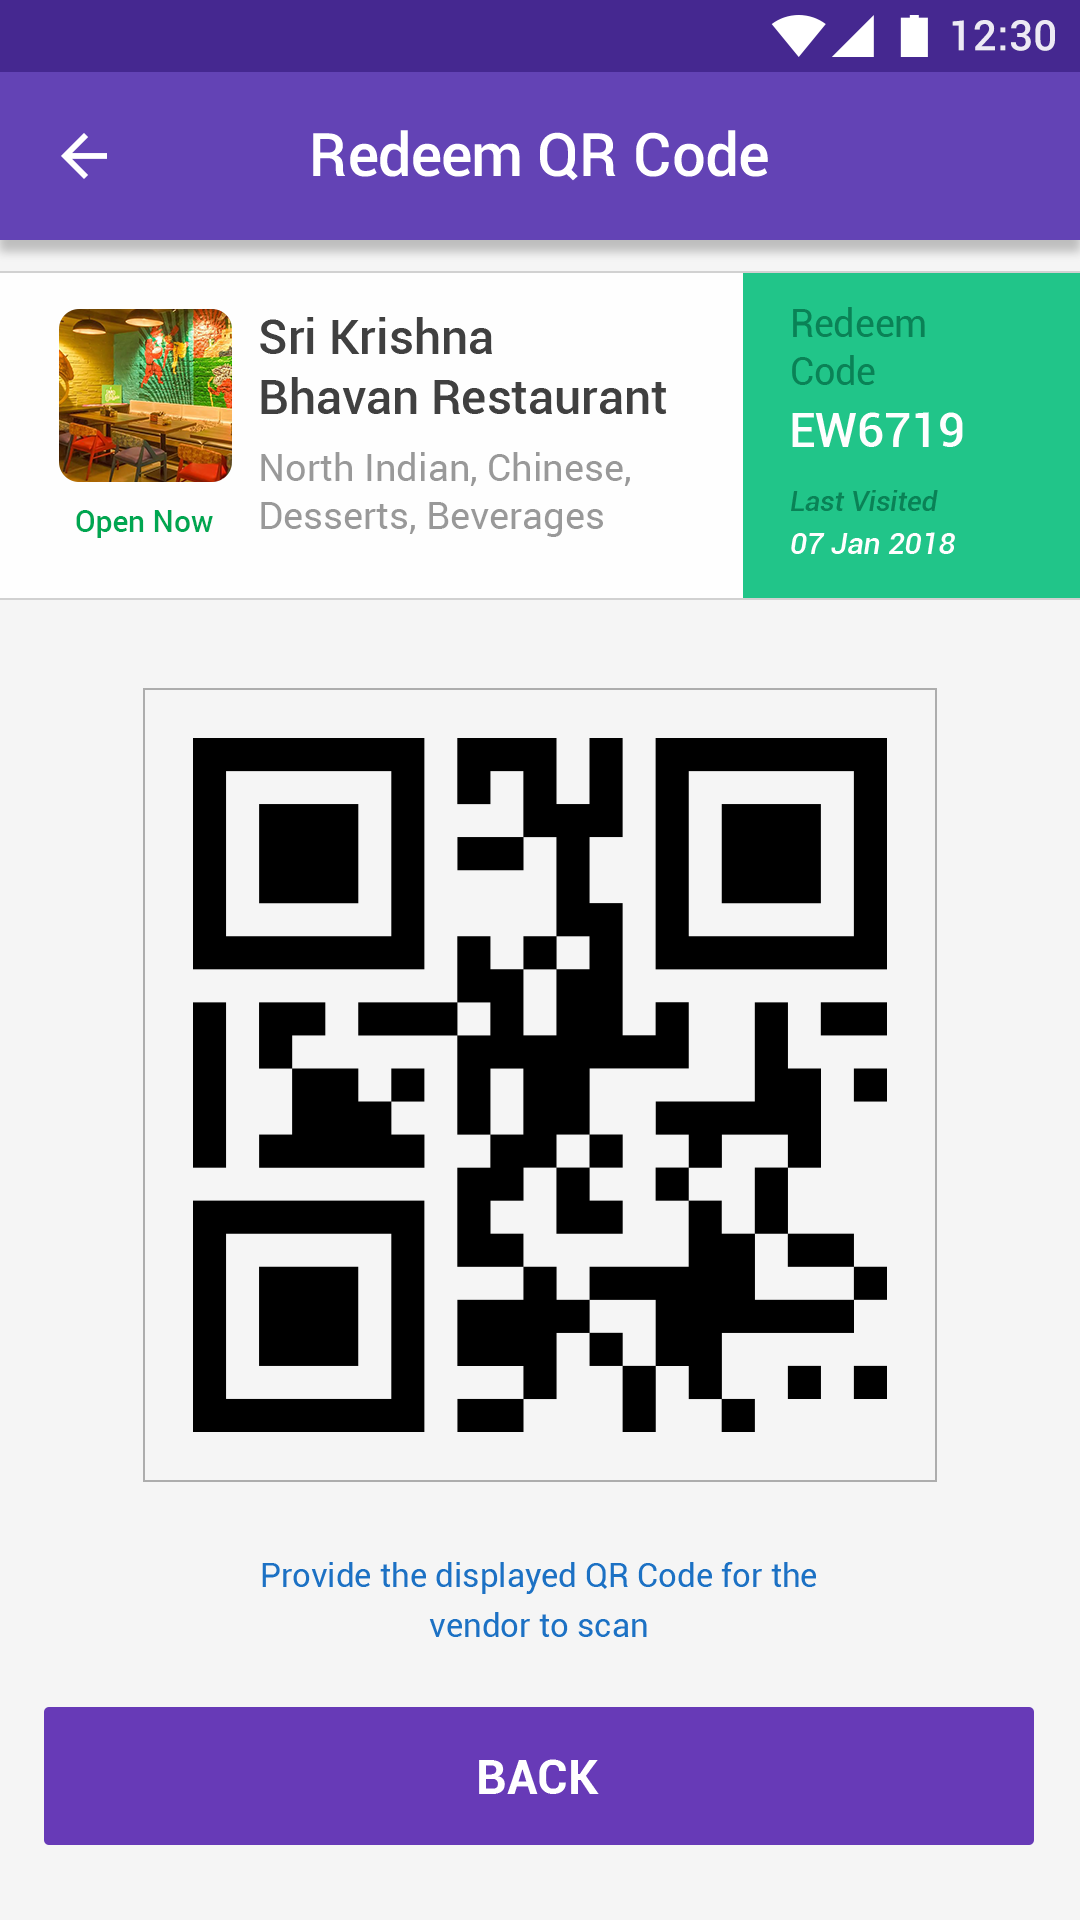 12:30
Redeem QR Code
Sri Krishna
Bhavan Restaurant
North Indian, Chinese,
Desserts, Beverages
Open Now
Redeem
Code
EW6719
Last Visited
07 Jan 2018
Provide the displayed QR Code for the
vendor to scan
BACK